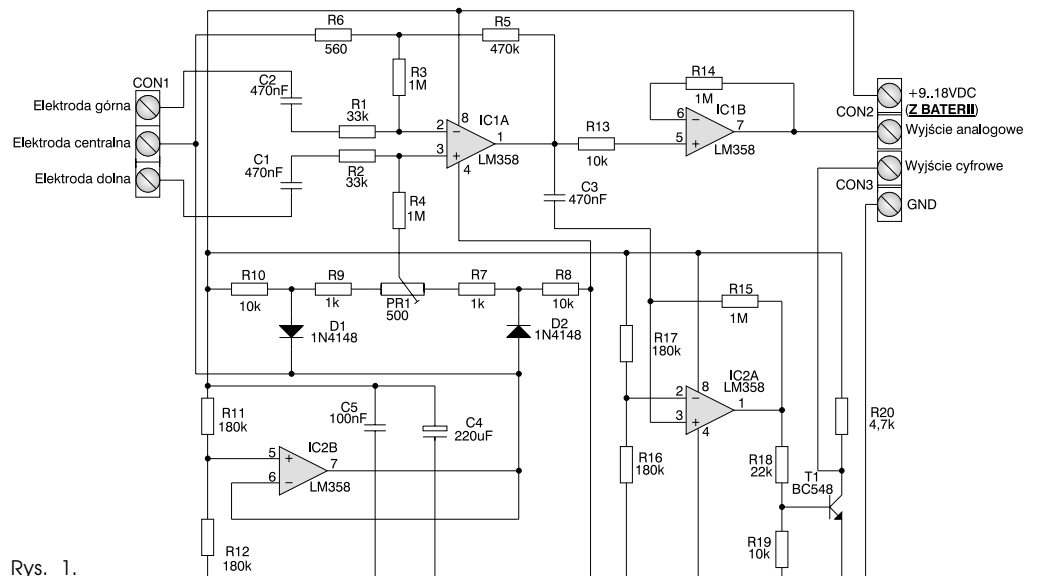 R6
560
R5
470k
C2
470nF
R3
1M
CON1
Elektroda górna
Elektroda centralna
Elektroda dolna
R1
33k
C1
470nF
R2
33k
R4
1M
2
3
8
1
4
IC1A
LM358
R13
10k
C3
470nF
R14
1M
IC1B
6
5
7
LM358
CON2
+9..18VDC
(Z BATERII)
Wyjście analogowe
Wyjście cyfrowe
CON3
GND
R10
10k
R9
1k
PR1
500
R7
1k
R8
10k
D1
1N4148
D2
1N4148
R15
1M
R17
180k
IC2A
LM358
2
3
8
1
4
R11
180k
C5
100nF
C4
220uF
IC2B
5
6
7
LM358
R16
180k
R18
22k
T1
BC548
R20
4,7k
R12
180k
R19
10k
Rys. 1.